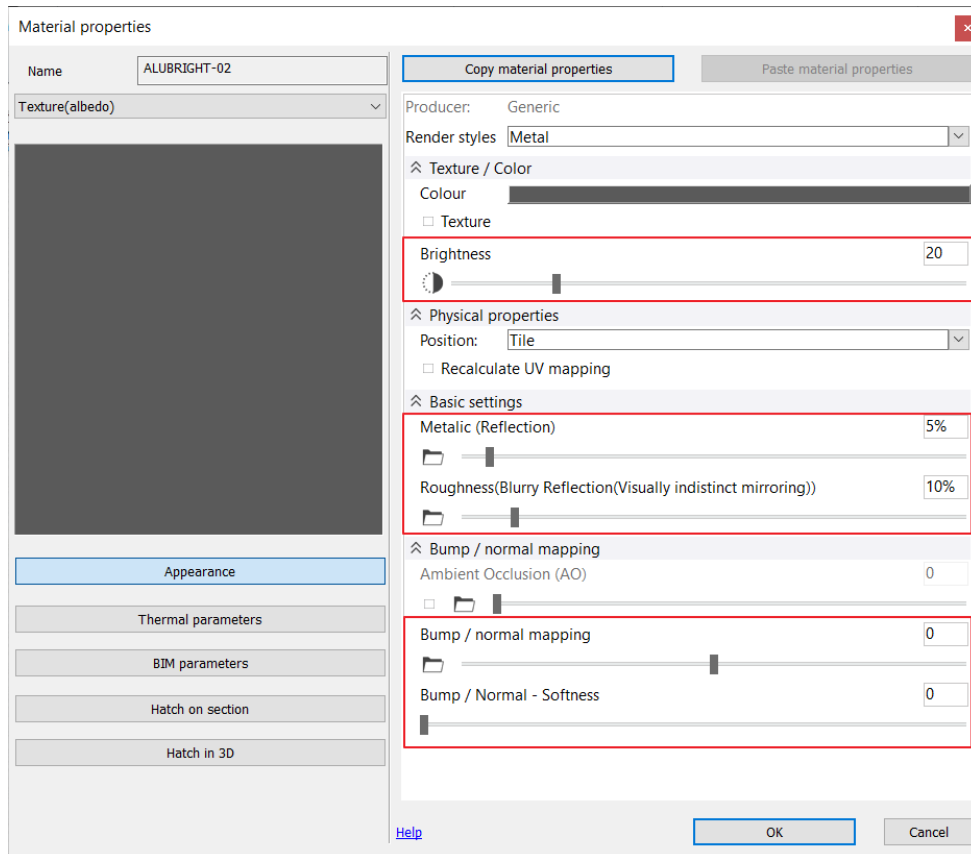 Material properties
Name ALUBRIGHT-02
Texture(albedo)
Appearance
Thermal parameters
BIM parameters
Hatch on section
Hatch in 3D
Copy material properties Paste material properties
Producer: Generic
Render styles Metal
Texture / Color
Colour
Texture
Brightness 20
Physical properties
Position: Tile
Recalculate UV mapping
Basic settings
Metalic (Reflection) 5%
Roughness(Blurry Reflection(Visually indistinct mirroring)) 10%
Bump / normal mapping
Ambient Occlusion (AO) 0
Bump / normal mapping 0
Bump / Normal - Softness 0
Help OK Cancel